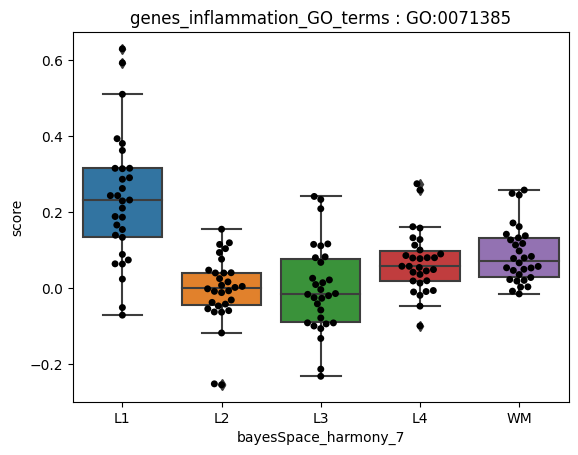 genes_inflammation_GO_terms : GO:0071385
score
0.6
0.4
0.2
0.0
−0.2
L1 L2 L3 L4 WM
bayesSpace_harmony_7